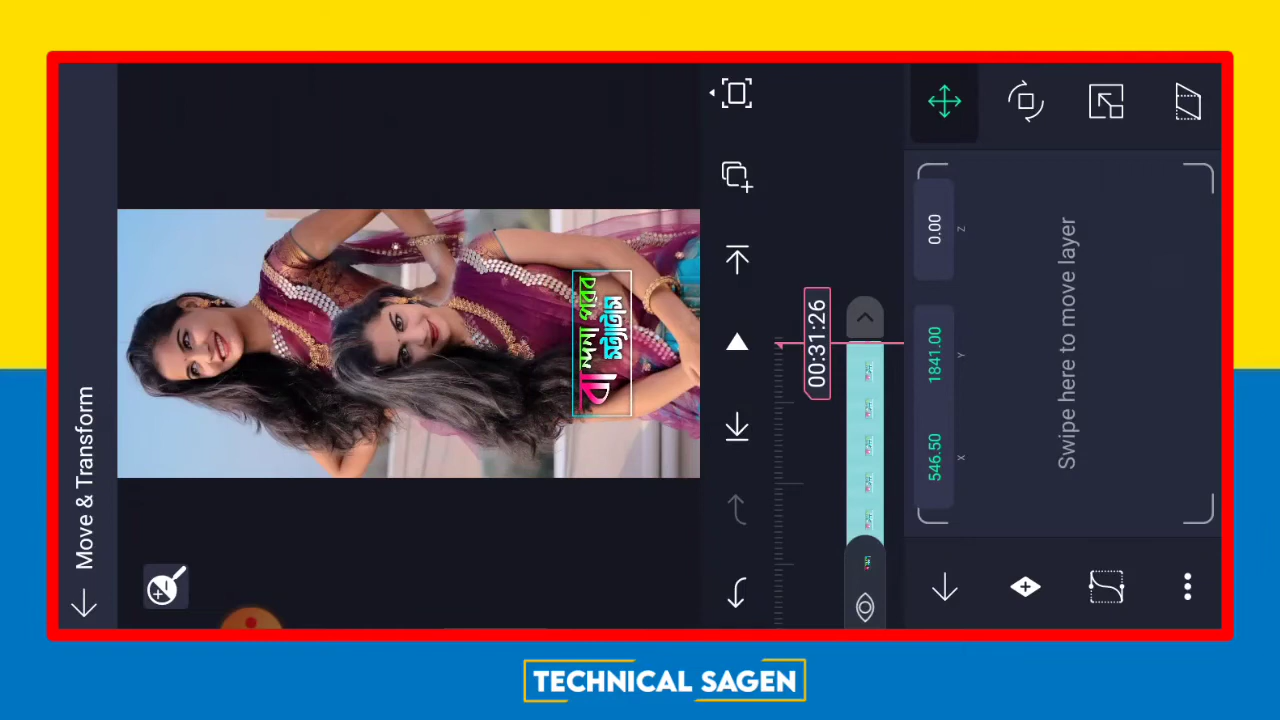 Move & Transform
00:31:26
0.00
Z
1841.00
Y
546.50
X
Swipe here to move layer
TECHNICAL SAGEN